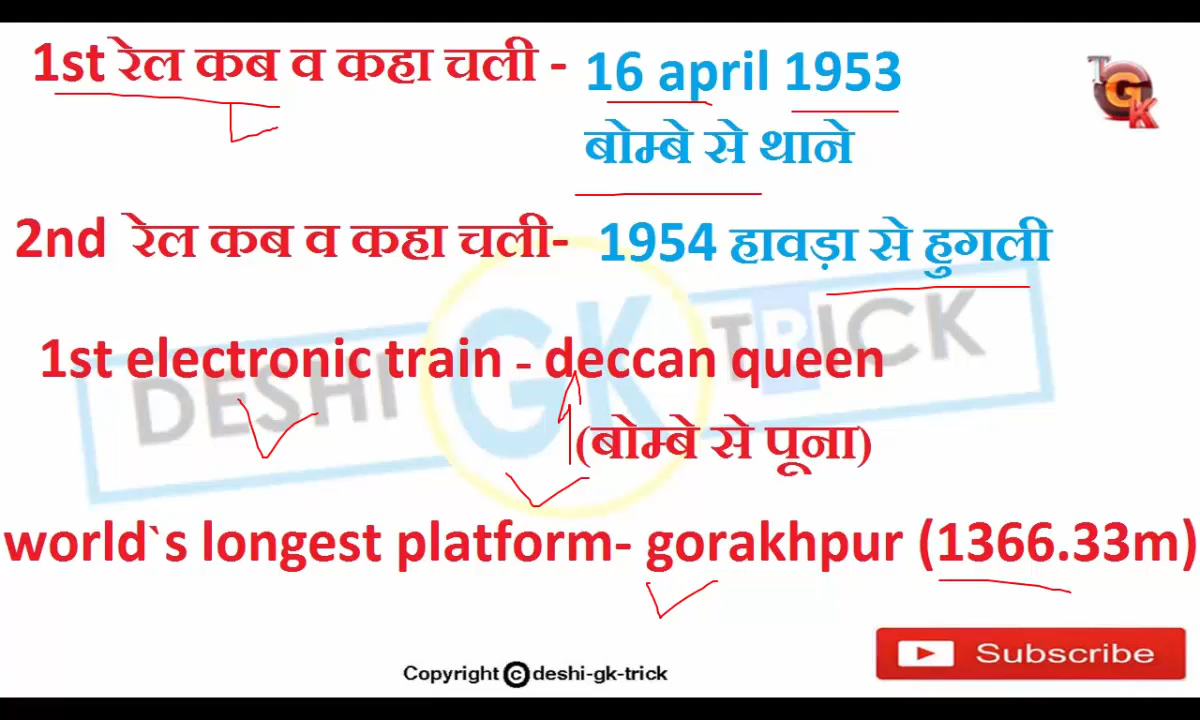 1st रेल कब व कहा चली - 16 april 1953
बोम्बे से थाने
TGK
2nd रेल कब व कहा चली- 1954 हावड़ा से हुगली
1st electronic train - deccan queen
(बोम्बे से पूना)
DESHI GK TRICK
world`s longest platform- gorakhpur (1366.33m)
Subscribe
Copyright ©deshi-gk-trick